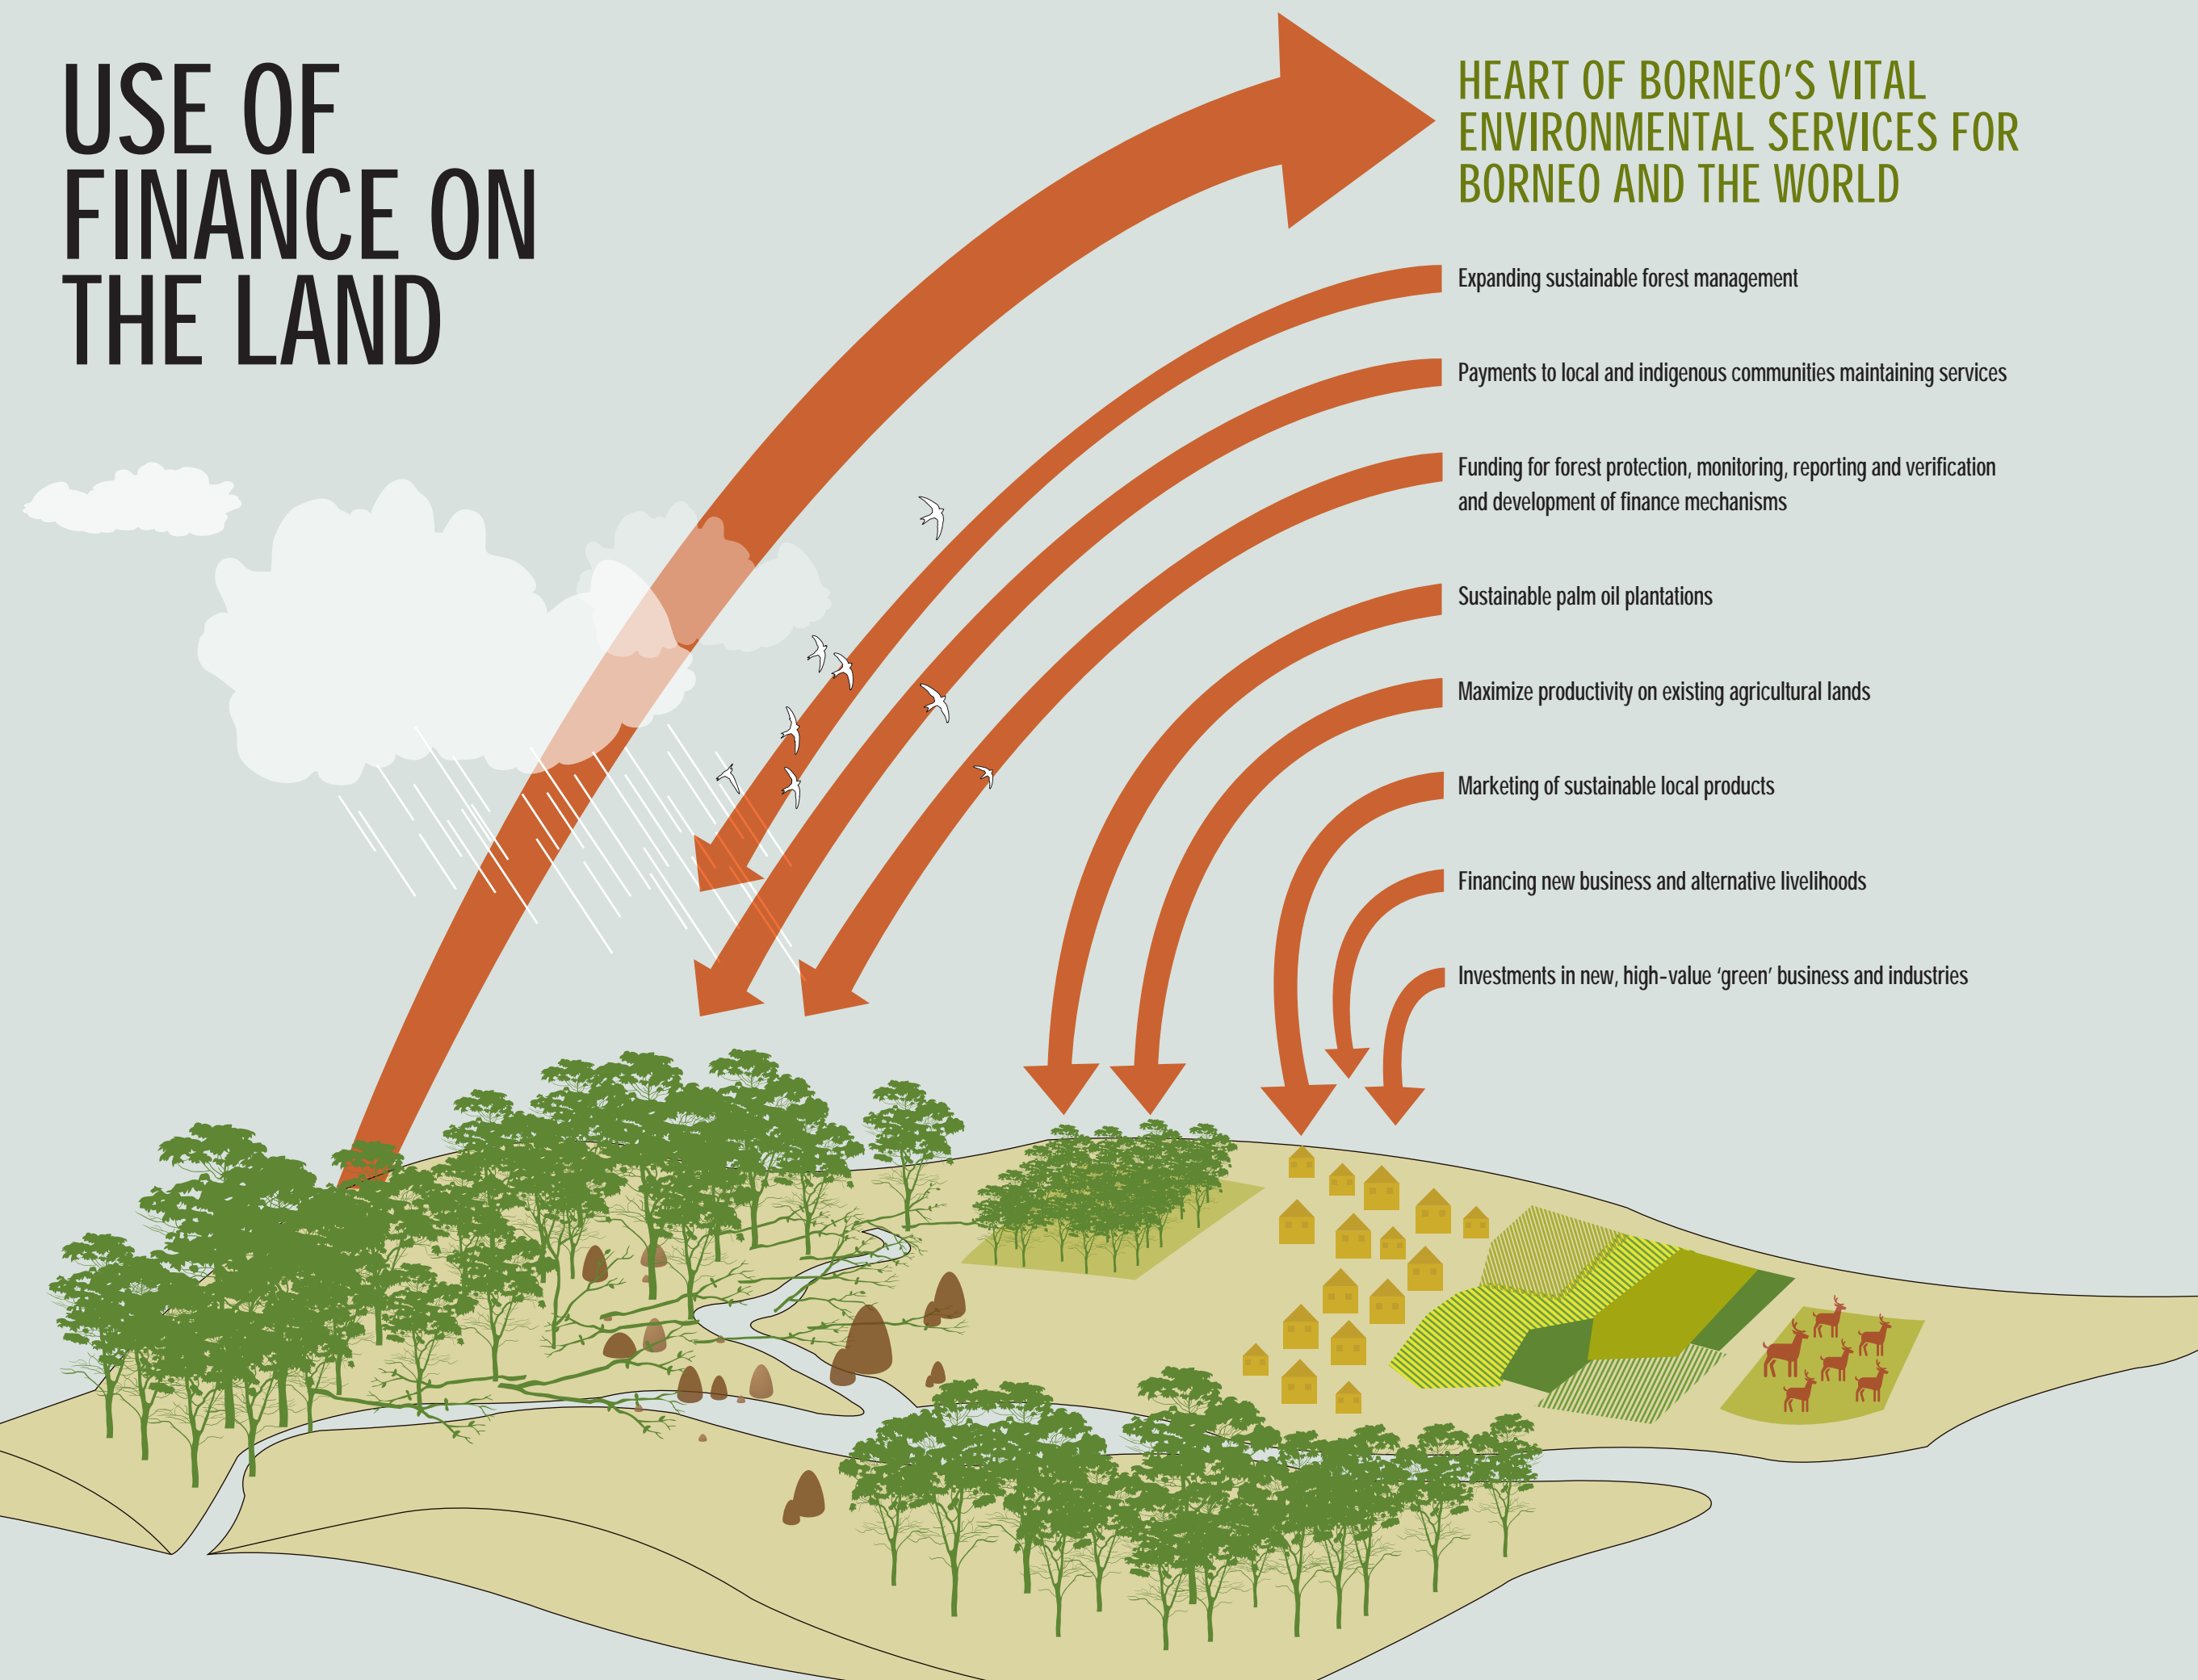 USE OF
FINANCE ON
THE LAND
HEART OF BORNEO’S VITAL
ENVIRONMENTAL SERVICES FOR
BORNEO AND THE WORLD
Expanding sustainable forest management
Payments to local and indigenous communities maintaining services
Funding for forest protection, monitoring, reporting and verification
and development of finance mechanisms
Sustainable palm oil plantations
Maximize productivity on existing agricultural lands
Marketing of sustainable local products
Financing new business and alternative livelihoods
Investments in new, high-value ‘green’ business and industries